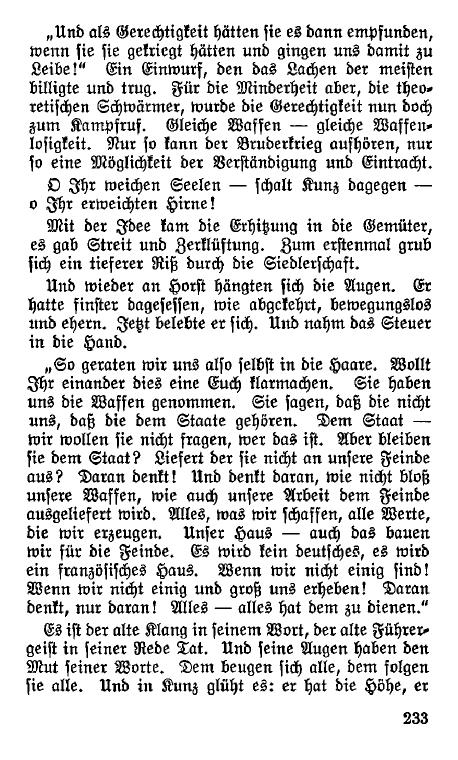 „Und als Gerechtigkeit hätten sie es dann empfunden,
wenn sie sie gekriegt hätten und gingen uns damit zu
Leibe!“ Ein Einwurf, den das Lachen der meisten
billigte und trug. Für die Minderheit aber, die theo-
retischen Schwärmer, wurde die Gerechtigkeit nun doch
zum Kampfruf. Gleiche Waffen — gleiche Waffen-
losigkeit. Nur so kann der Bruderkrieg aufhören, nur
so eine Möglichkeit der Verständigung und Eintracht.
O Ihr weichen Seelen — schalt Kunz dagegen —
o Ihr erweichten Hirne!
Mit der Idee kam die Erhitzung in die Gemüter,
es gab Streit und Zerklüftung. Zum erstenmal grub
sich ein tieferer Riß durch die Siedlerschaft.
Und wieder an Horst hängten sich die Augen. Er
hatte finster dagesessen, wie abgekehrt, bewegungslos
und ehern. Jetzt belebte er sich. Und nahm das Steuer
in die Hand.
„So geraten wir uns also selbst in die Haare. Wollt
Ihr einander dies eine Euch klarmachen. Sie haben
uns die Waffen genommen. Sie sagen, daß die nicht
uns, daß die dem Staate gehören. Dem Staat —
wir wollen sie nicht fragen, wer das ist. Aber bleiben
sie dem Staat? Liefert der sie nicht an unsere Feinde
aus? Daran denkt! Und denkt daran, wie nicht bloß
unsere Waffen, wie auch unsere Arbeit dem Feinde
ausgeliefert wird. Alles, was wir schaffen, alle Werte,
die wir erzeugen. Unser Haus — auch das bauen
wir für die Feinde. Es wird kein deutsches, es wird
ein französisches Haus. Wenn wir nicht einig sind!
Wenn wir nicht einig und groß uns erheben! Daran
denkt, nur daran! Alles — alles hat dem zu dienen.“
Es ist der alte Klang in seinem Wort, der alte Führer-
geist in seiner Rede Tat. Und seine Augen haben den
Mut seiner Worte. Dem beugen sich alle, dem folgen
sie alle. Und in Kunz glüht es: er hat die Höhe, er
233